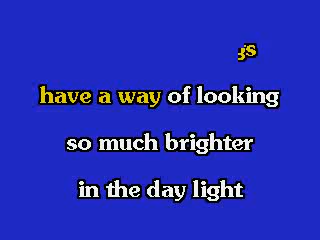 have a way of looking
so much brighter
in the day light